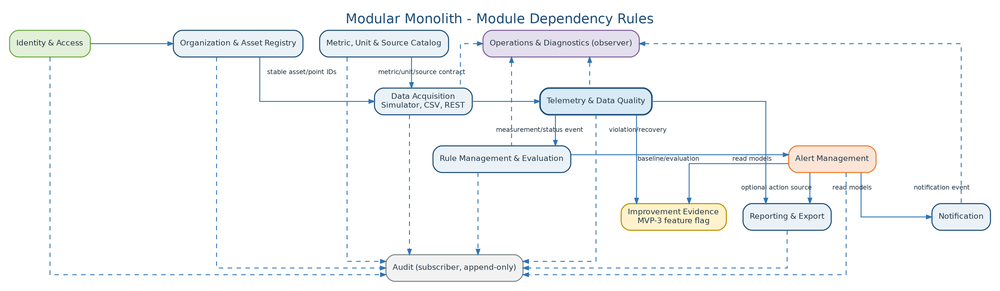 Modular Monolith - Module Dependency Rules
Identity & Access
Organization & Asset Registry
Metric, Unit & Source Catalog
Operations & Diagnostics (observer)
stable asset/point IDs
metric/unit/source contract
Data Acquisition
Simulator, CSV, REST
Telemetry & Data Quality
measurement/status event
violation/recovery
Rule Management & Evaluation
baseline/evaluation
read models
Alert Management
optional action source
read models
notification event
Improvement Evidence
MVP-3 feature flag
Reporting & Export
Notification
Audit (subscriber, append-only)